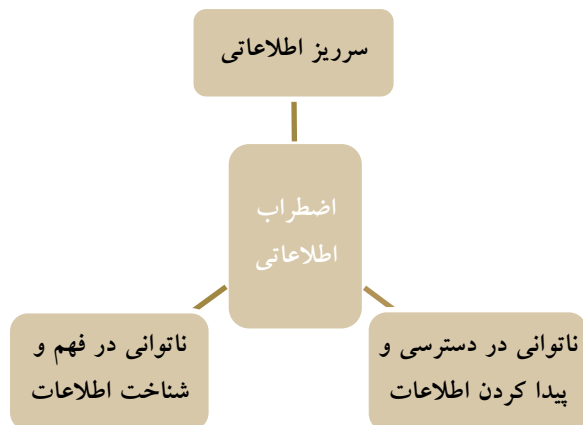 سرریز اطلاعاتی
اضطراب
اطلاعاتی
ناتوانی در دسترسی و
پیدا کردن اطلاعات
ناتوانی در فهم و
شناخت اطلاعات